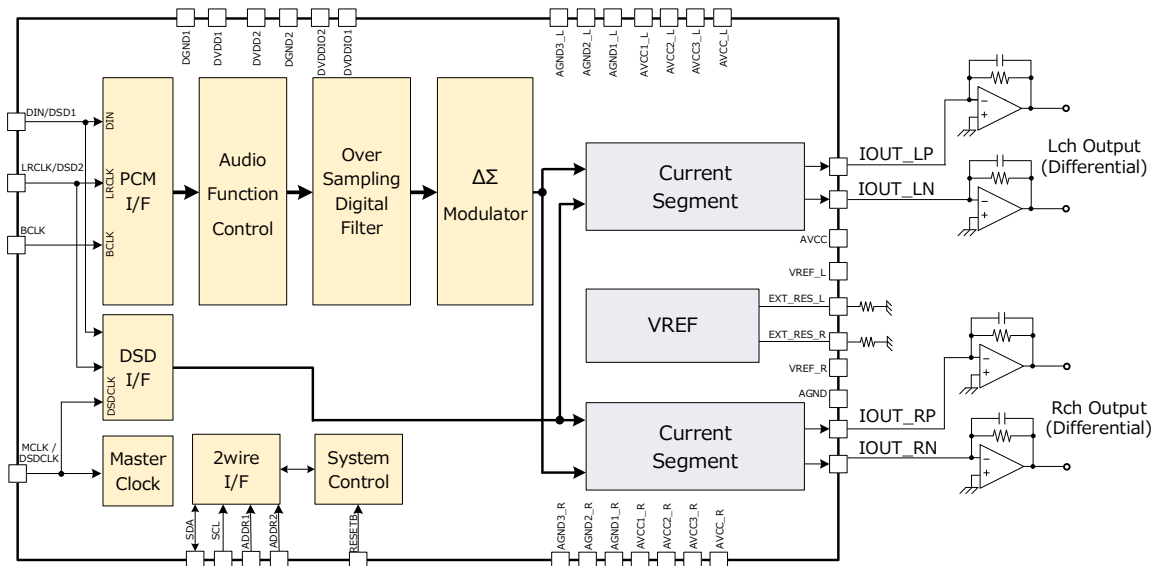 DGND1
DVDD1
DVDD2
DGND2
DVDDIO2
DVDDIO1
AGND3_L
AGND2_L
AGND1_L
AVCC1_L
AVCC2_L
AVCC3_L
AVCC_L
DIN/DSD1
LRCLK/DSD2
BCLK
DIN
LRCLK
BCLK
PCM
I/F
Audio
Function
Control
Over
Sampling
Digital
Filter
ΔΣ
Modulator
Current
Segment
IOUT_LP
IOUT_LN
Lch Output
(Differential)
AVCC
VREF_L
VREF
EXT_RES_L
EXT_RES_R
VREF_R
AGND
DSD
I/F
DSDCLK
MCLK /
DSDCLK
Master
Clock
2wire
I/F
System
Control
Current
Segment
IOUT_RP
IOUT_RN
Rch Output
(Differential)
SDA
SCL
ADDR1
ADDR2
RESETB
AGND3_R
AGND2_R
AGND1_R
AVCC1_R
AVCC2_R
AVCC3_R
AVCC_R
−
+
−
+
−
+
−
+